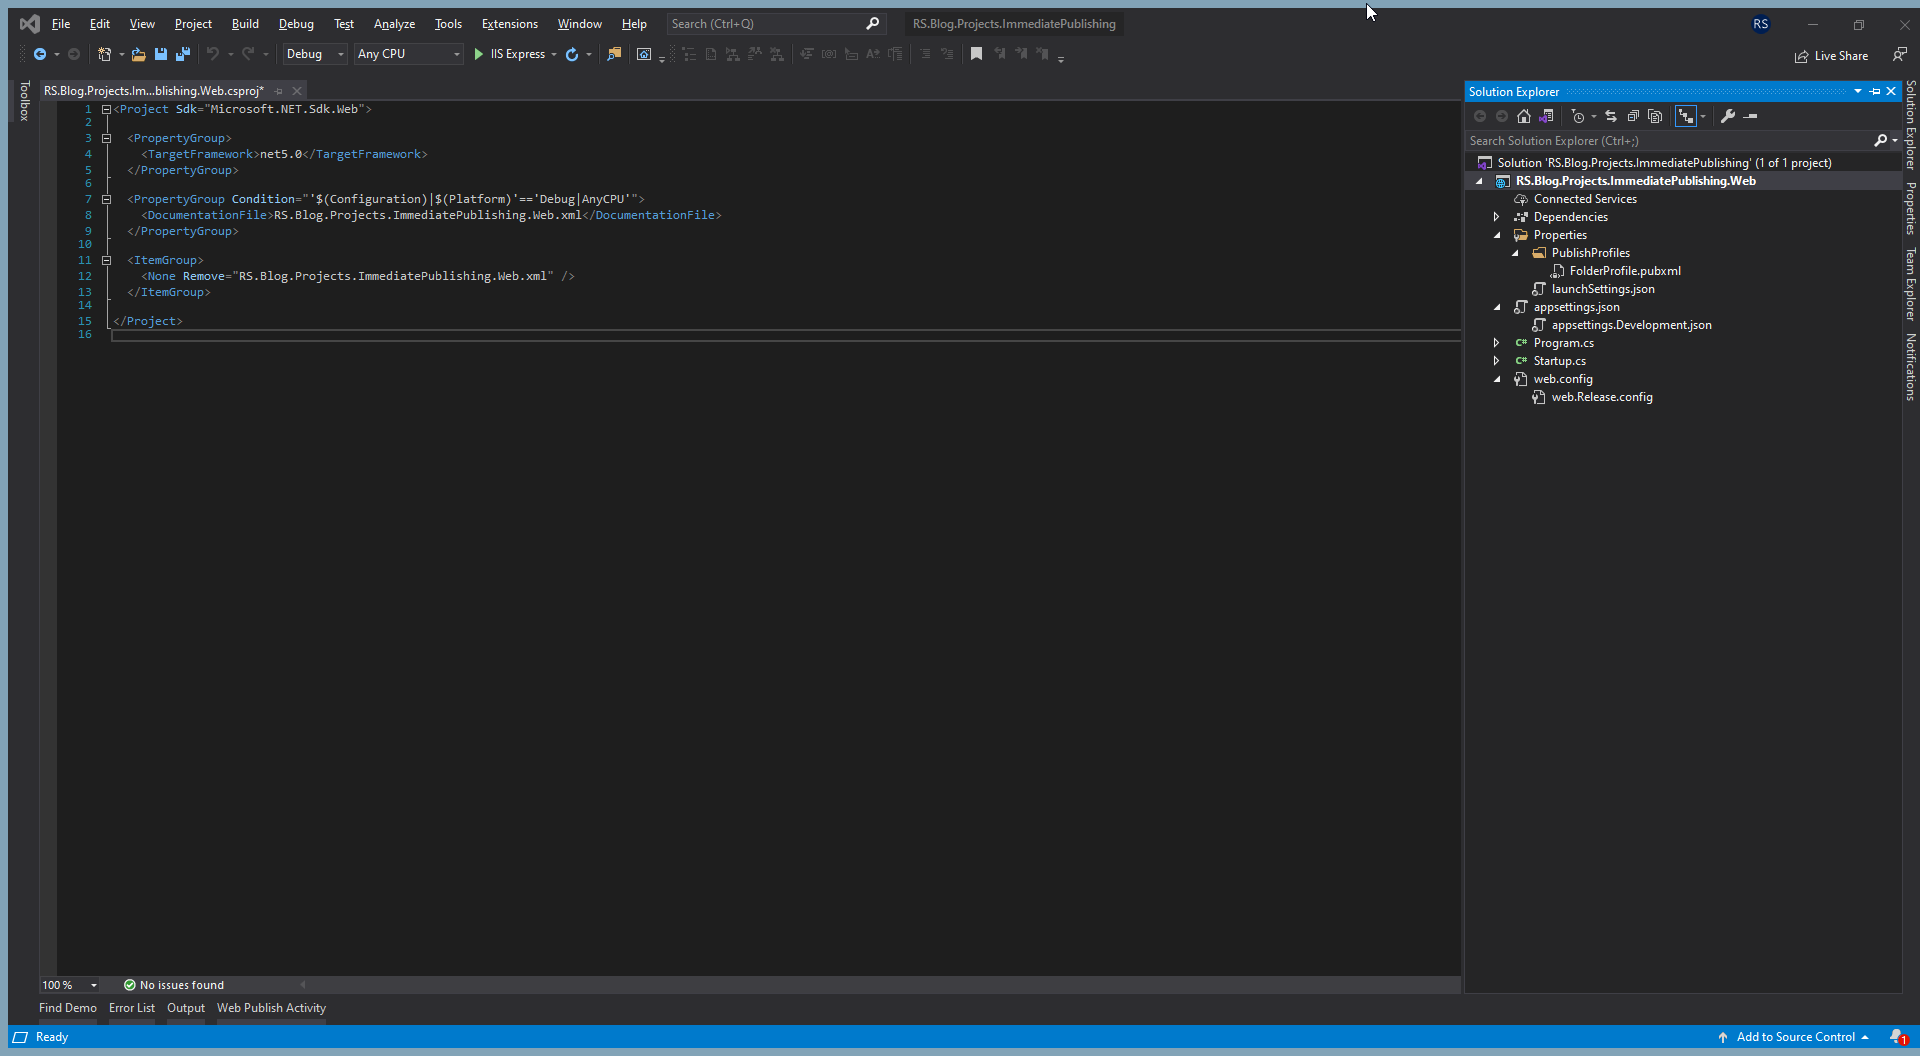 File Edit View Project Build Debug Test Analyze Tools Extensions Window Help Search (Ctrl+Q) RS.Blog.Projects.ImmediatePublishing RS
Debug Any CPU IIS Express Live Share
Toolbox
RS.Blog.Projects.Im...blishing.Web.csproj*
1 <Project Sdk="Microsoft.NET.Sdk.Web">
2
3 <PropertyGroup>
4 <TargetFramework>net5.0</TargetFramework>
5 </PropertyGroup>
6
7 <PropertyGroup Condition="'$(Configuration)|$(Platform)'=='Debug|AnyCPU'">
8 <DocumentationFile>RS.Blog.Projects.ImmediatePublishing.Web.xml</DocumentationFile>
9 </PropertyGroup>
10
11 <ItemGroup>
12 <None Remove="RS.Blog.Projects.ImmediatePublishing.Web.xml" />
13 </ItemGroup>
14
15 </Project>
16
100 % No issues found
Find Demo Error List Output Web Publish Activity
Solution Explorer
Search Solution Explorer (Ctrl+;)
Solution 'RS.Blog.Projects.ImmediatePublishing' (1 of 1 project)
RS.Blog.Projects.ImmediatePublishing.Web
Connected Services
Dependencies
Properties
PublishProfiles
FolderProfile.pubxml
launchSettings.json
appsettings.json
appsettings.Development.json
Program.cs
Startup.cs
web.config
web.Release.config
Solution Explorer
Properties
Team Explorer
Notifications
Ready Add to Source Control 1